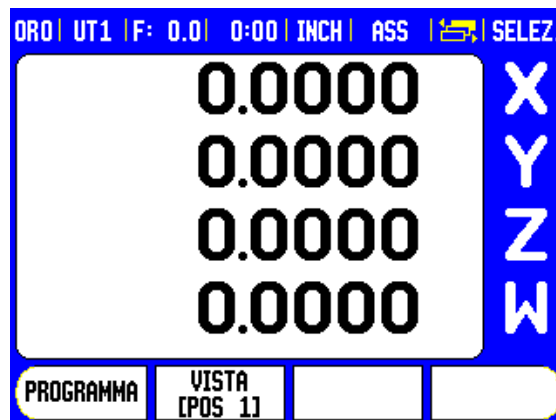 ORO| UT1 |F: 0.0| 0:00|INCH| ASS | |SELEZ
0.0000 X
0.0000 Y
0.0000 Z
0.0000 W
PROGRAMMA
VISTA
[POS 1]